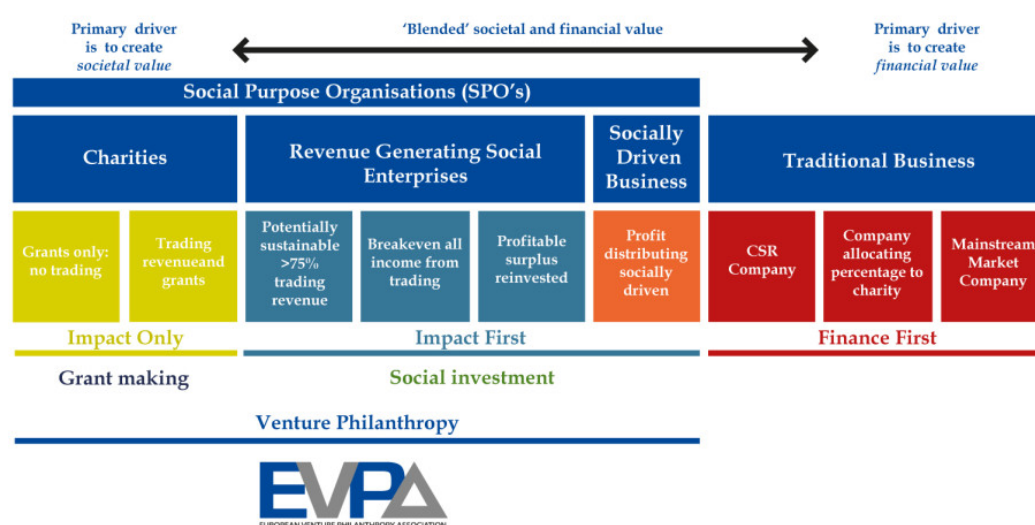 Primary driver
is to create
societal value
'Blended' societal and financial value
Primary driver
is to create
financial value
Social Purpose Organisations (SPO's)
Charities
Revenue Generating Social
Enterprises
Socially
Driven
Business
Traditional Business
Grants only:
no trading
Trading
revenueand
grants
Potentially
sustainable
>75%
trading
revenue
Breakeven all
income from
trading
Profitable
surplus
reinvested
Profit
distributing
socially
driven
CSR
Company
Company
allocating
percentage to
charity
Mainstream
Market
Company
Impact Only
Impact First
Finance First
Grant making
Social investment
Venture Philanthropy
EVPA
EUROPEAN VENTURE PHILANTHROPY ASSOCIATION